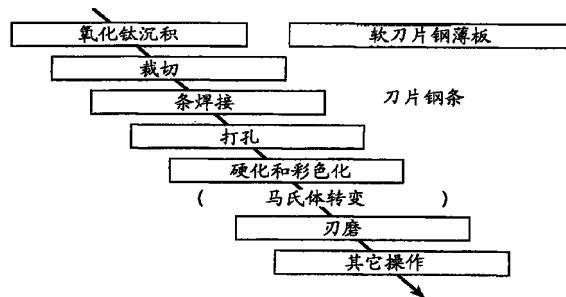 氧化钛沉积 软刀片钢薄板
裁切
条焊接 刀片钢条
打孔
硬化和彩色化
( 马氏体转变 )
刃磨
其它操作